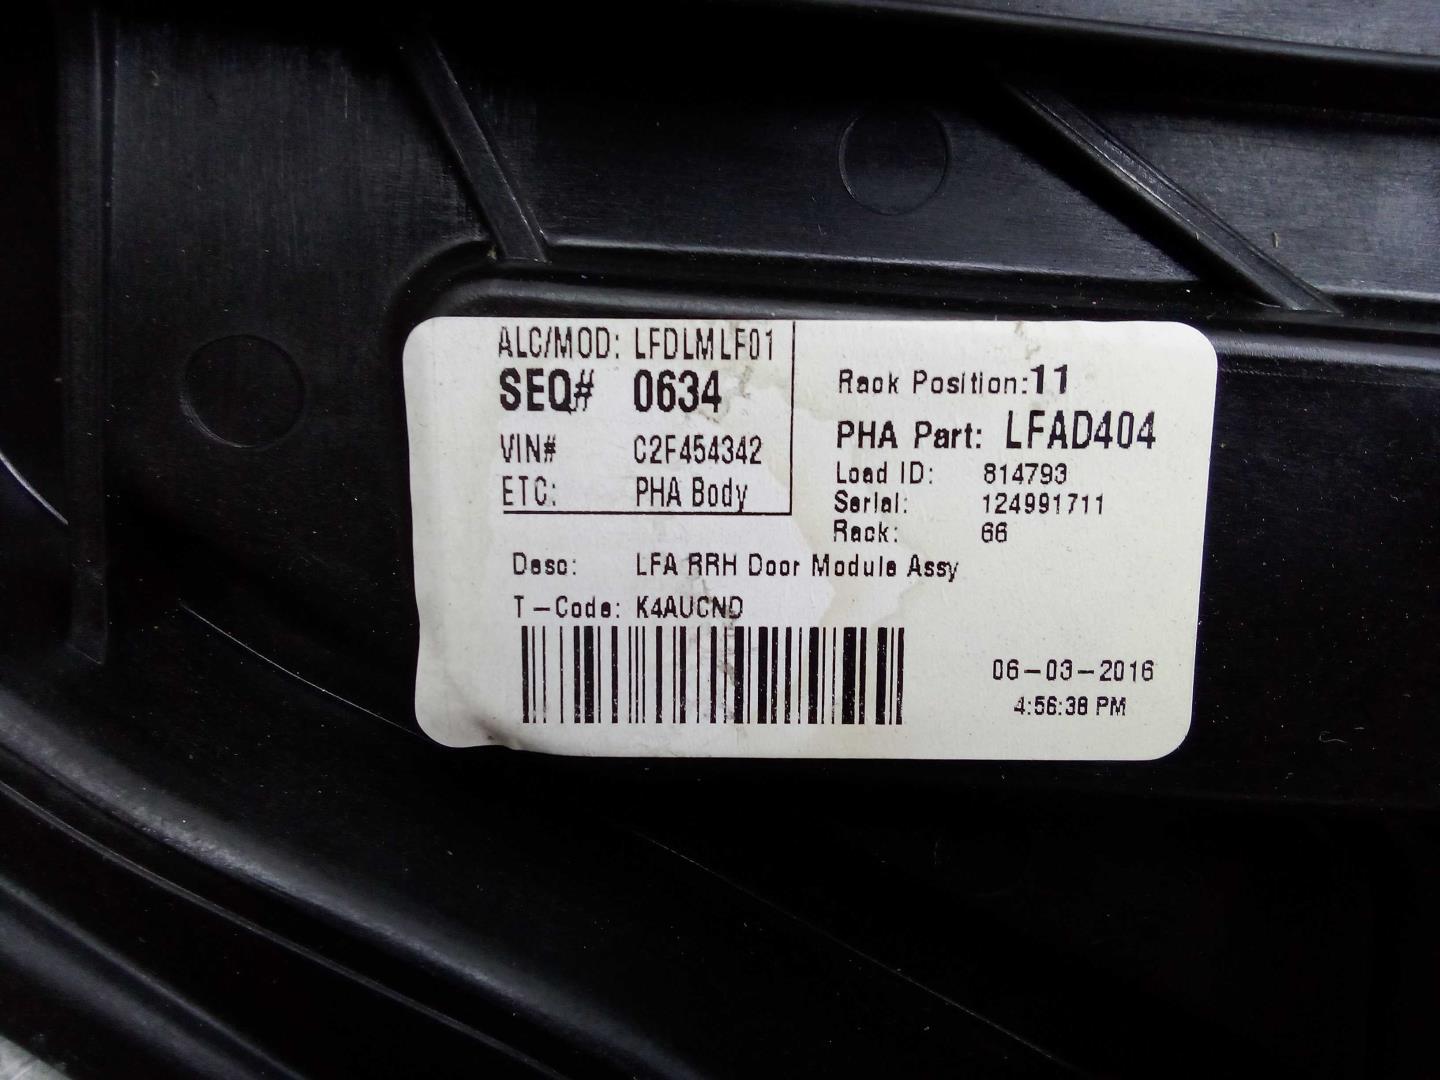 ALC/MOD: LFDLMLF01
SEQ# 0634
VIN# C2F454342
ETC: PHA Body
Rack Position: 11
PHA Part: LFAD404
Load ID: 814793
Serial: 124991711
Rack: 66
Desc: LFA RRH Door Module Assy
T-Code: K4AUCND
06-03-2016
4:56:38 PM